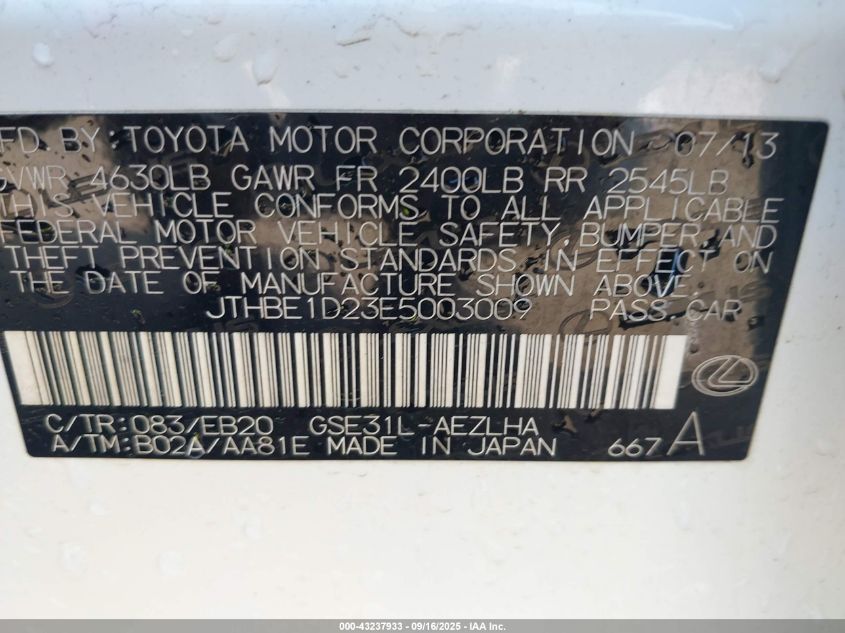 MFD BY TOYOTA MOTOR CORPORATION 07/13
GVWR 4630LB GAWR FR 2400LB RR 2545LB
THIS VEHICLE CONFORMS TO ALL APPLICABLE
FEDERAL MOTOR VEHICLE SAFETY, BUMPER, AND
THEFT PREVENTION STANDARDS IN EFFECT ON
THE DATE OF MANUFACTURE SHOWN ABOVE.
JTHBE1D23E5003009 PASS.CAR
C/TR:083/EB20 GSE31L-AEZLHA
A/TM:B02A/AA81E MADE IN JAPAN 667A
000-43237933 - 09/16/2025 - IAA Inc.